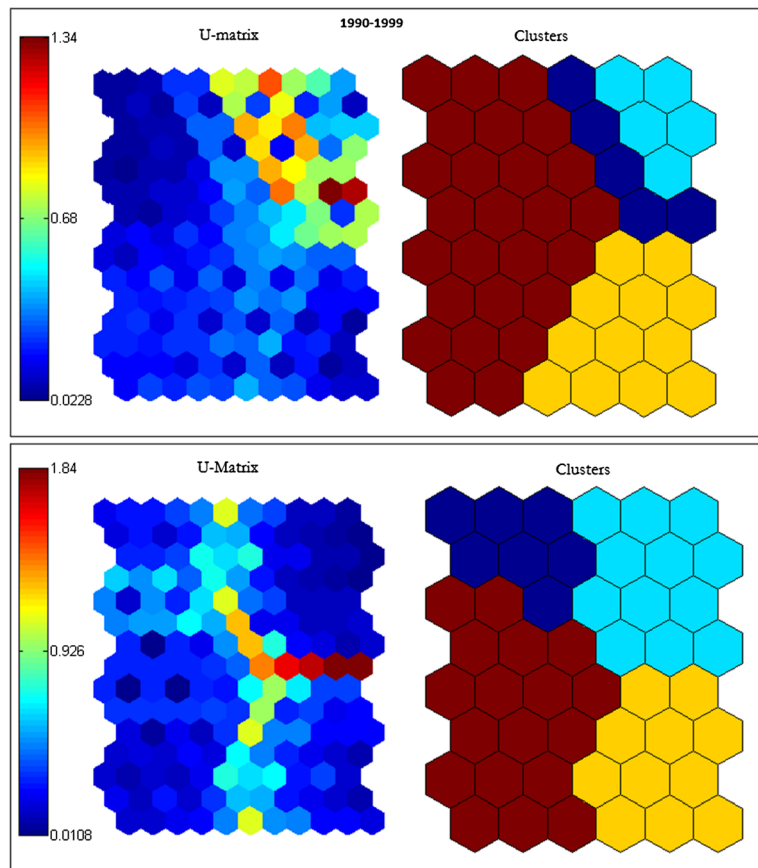 1990-1999
U-matrix
Clusters
1.34
0.68
0.0228
U-Matrix
Clusters
1.84
0.926
0.0108